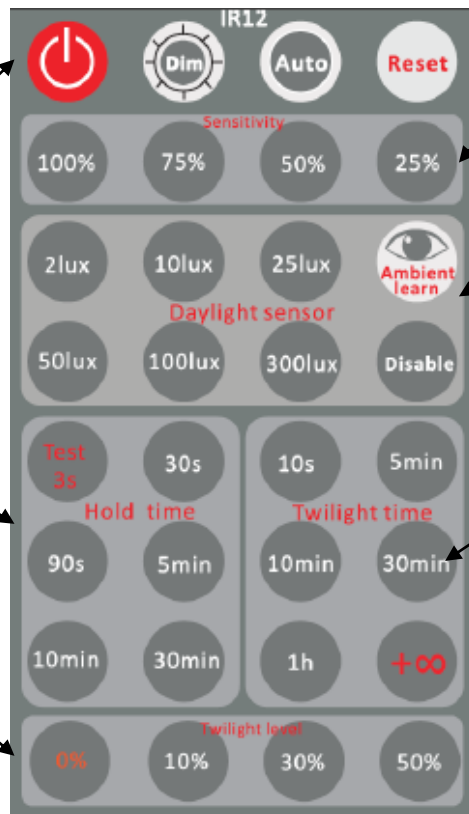 IR12
Dim Auto Reset
Sensitivity
100% 75% 50% 25%
2lux 10lux 25lux Ambient learn
Daylight sensor
50lux 100lux 300lux Disable
Test 3s 30s 10s 5min
Hold time Twilight time
90s 5min 10min 30min
10min 30min 1h +∞
Twilight level
0% 10% 30% 50%